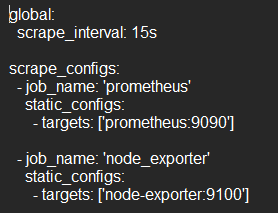 global:
  scrape_interval: 15s

scrape_configs:
  - job_name: 'prometheus'
    static_configs:
      - targets: ['prometheus:9090']

  - job_name: 'node_exporter'
    static_configs:
      - targets: ['node-exporter:9100']